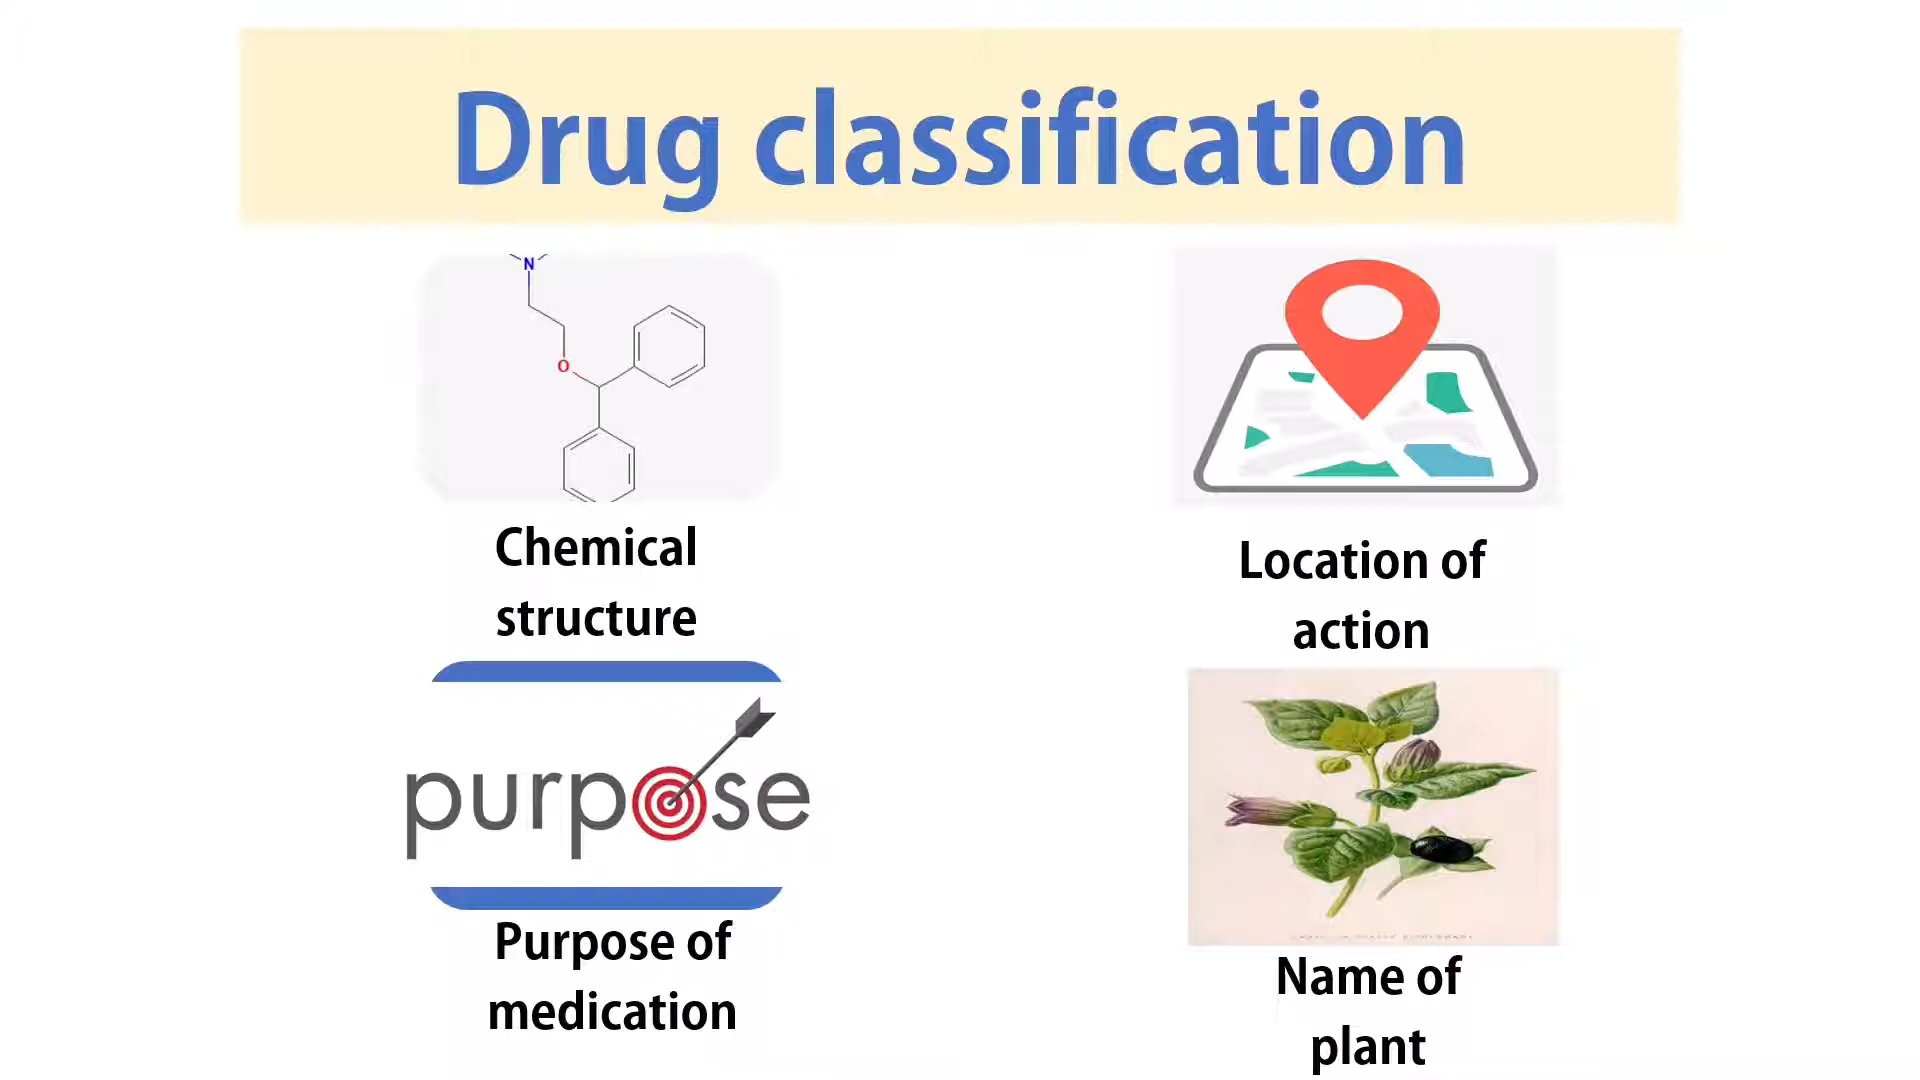 Drug classification
N
O
Chemical
structure
Location of
action
purpose
Purpose of
medication
Name of
plant